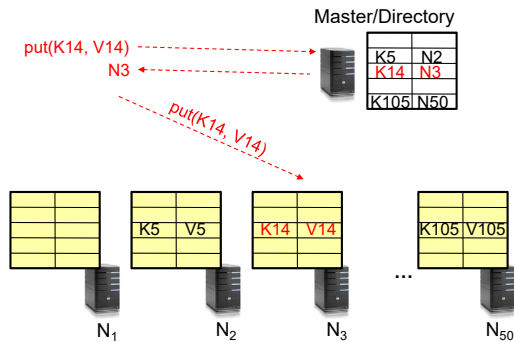 Master/Directory
put(K14, V14)
N3
K5 N2
K14 N3
K105 N50
put(K14, V14)
K5 V5
K14 V14
K105 V105
...
N1
N2
N3
N50